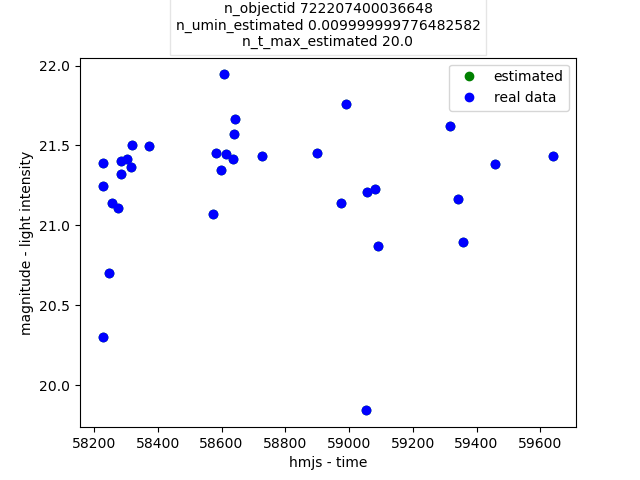 n_objectid 722207400036648
n_umin_estimated 0.009999999776482582
n_t_max_estimated 20.0
22.0
21.5
21.0
20.5
20.0
magnitude - light intensity
estimated
real data
58200 58400 58600 58800 59000 59200 59400 59600
hmjs - time